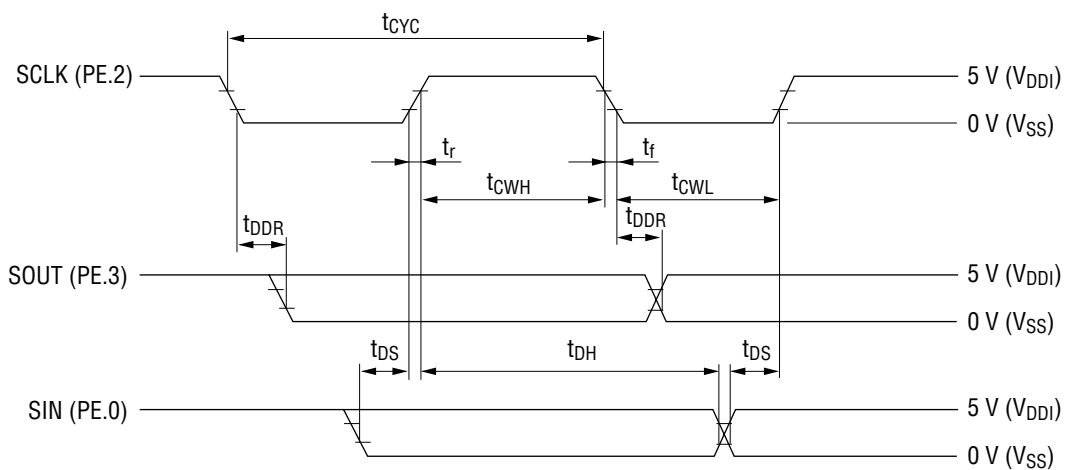 tCYC
SCLK (PE.2)
5 V (VDDI)
0 V (VSS)
tr
tf
tCWH
tCWL
tDDR
tDDR
SOUT (PE.3)
5 V (VDDI)
0 V (VSS)
tDS
tDH
tDS
SIN (PE.0)
5 V (VDDI)
0 V (VSS)